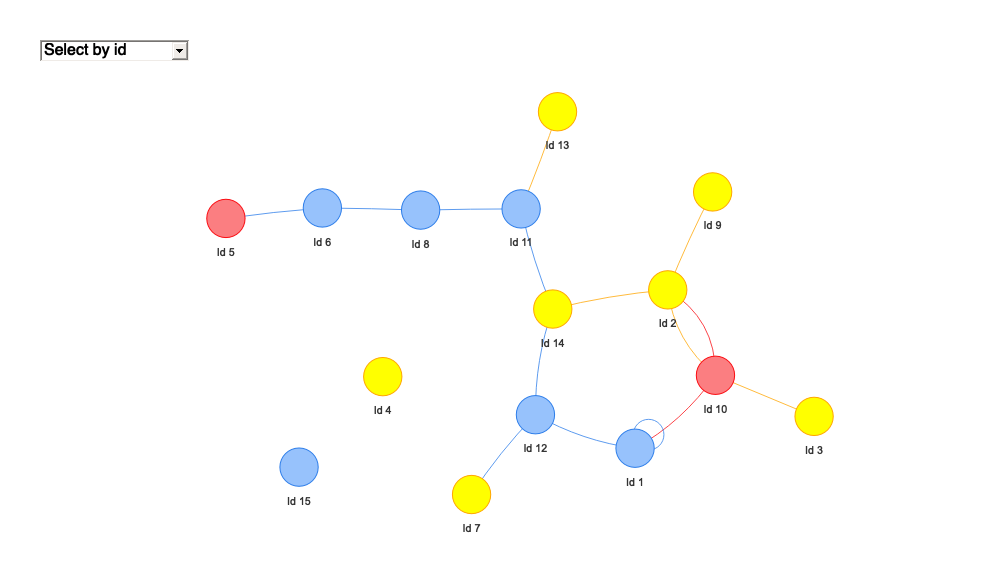 Select by id
Id 13
Id 9
Id 6
Id 8
Id 11
Id 5
Id 2
Id 14
Id 4
Id 10
Id 12
Id 3
Id 1
Id 15
Id 7